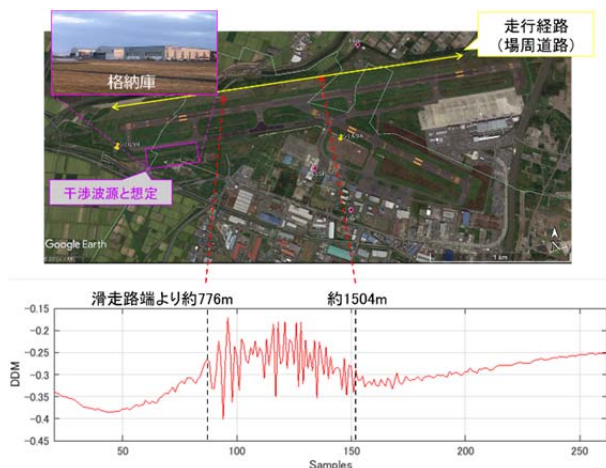 格納庫
走行経路
（場周道路）
干渉波源と想定
Google Earth
1 km
滑走路端より約776m
約1504m
-0.15
-0.2
-0.25
-0.3
-0.35
-0.4
-0.45
DDM
50
100
150
200
250
Samples